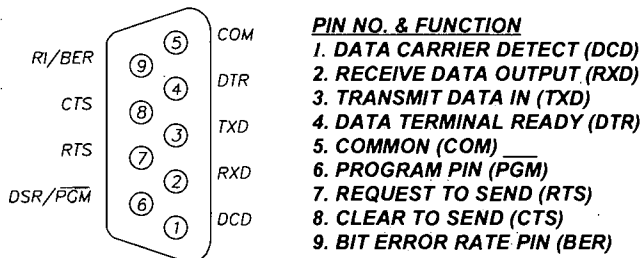 COM
RI/BER
5
9
DTR
4
CTS
8
TXD
3
RTS
7
RXD
2
DSR/P̅G̅M̅
6
DCD
1
PIN NO. & FUNCTION
1. DATA CARRIER DETECT (DCD)
2. RECEIVE DATA OUTPUT (RXD)
3. TRANSMIT DATA IN (TXD)
4. DATA TERMINAL READY (DTR)
5. COMMON (COM)
6. PROGRAM PIN (P̅G̅M̅)
7. REQUEST TO SEND (RTS)
8. CLEAR TO SEND (CTS)
9. BIT ERROR RATE PIN (BER)